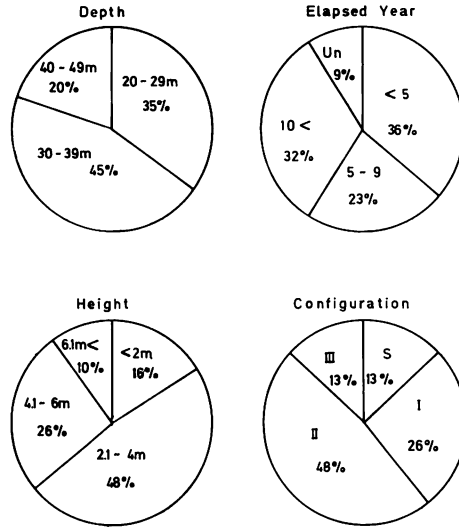 Depth
40-49m
20%
20-29m
35%
30-39m
45%
Elapsed Year
Un
9%
< 5
36%
10 <
32%
5 - 9
23%
Height
6.1m<
10%
<2m
16%
4.1-6m
26%
2.1-4m
48%
Configuration
III
13%
S
13%
I
26%
II
48%